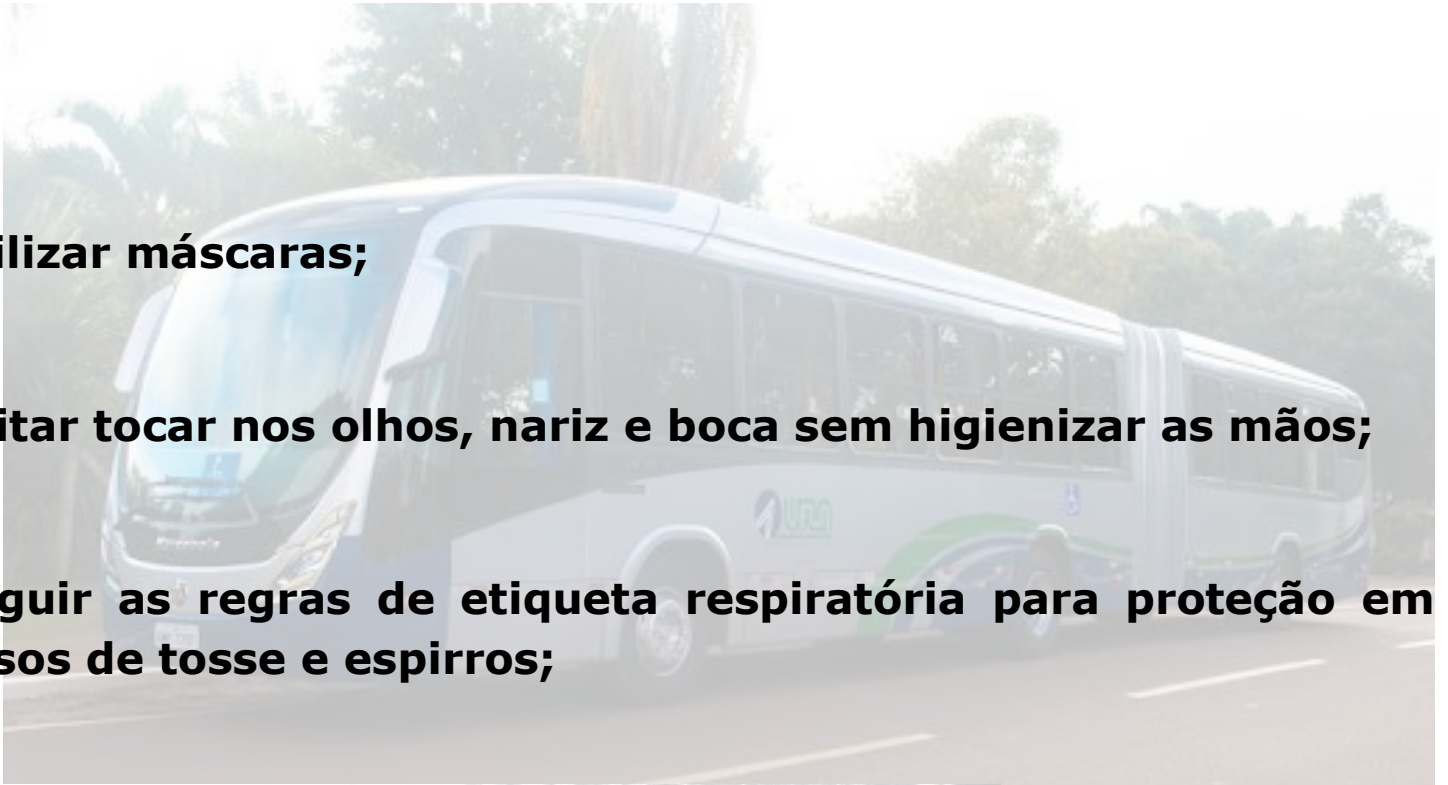 ilizar máscaras;
itar tocar nos olhos, nariz e boca sem higienizar as mãos;
guir as regras de etiqueta respiratória para proteção em
sos de tosse e espirros;